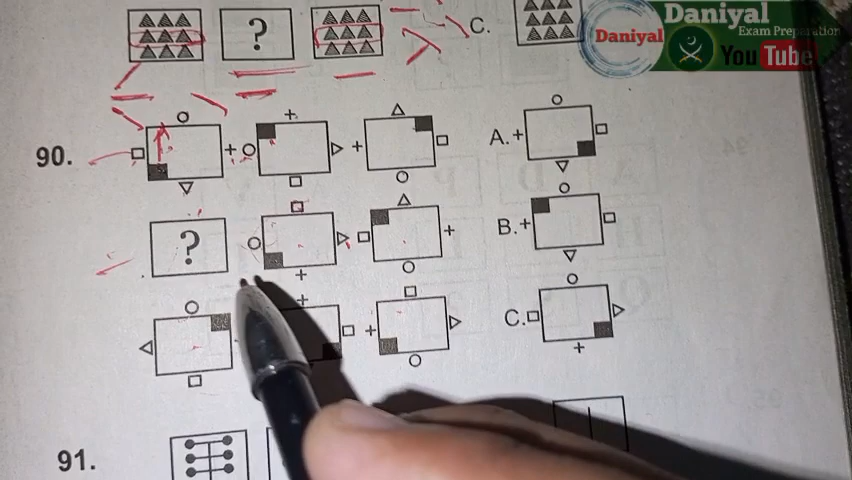 Daniyal
Exam Preparation
Daniyal
YouTube
?
C.
90.
+
+
+
A. +
?
+
+
B. +
+
+
C.
+
91.